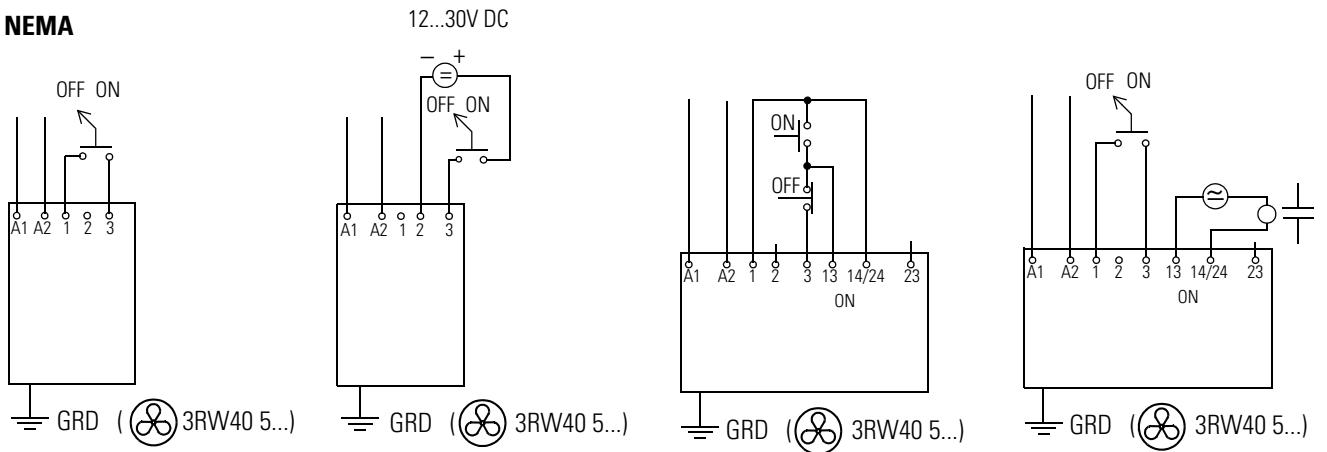 NEMA
12...30V DC
OFF ON
A1 A2 1 2 3
GRD ( 3RW40 5...)
– +
=
OFF ON
A1 A2 1 2 3
GRD ( 3RW40 5...)
ON
OFF
A1 A2 1 2 3 13 14/24 23
ON
GRD ( 3RW40 5...)
OFF ON
A1 A2 1 2 3 13 14/24 23
ON
GRD ( 3RW40 5...)